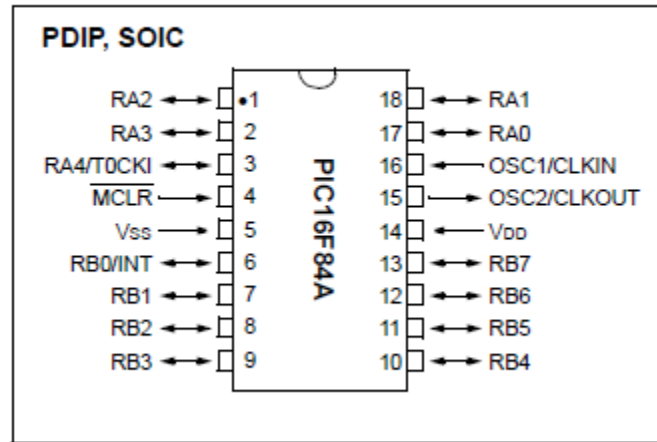 PDIP, SOIC
RA2 •1 18 RA1
RA3 2 17 RA0
RA4/T0CKI 3 16 OSC1/CLKIN
MCLR 4 15 OSC2/CLKOUT
VSS 5 14 VDD
RB0/INT 6 13 RB7
RB1 7 12 RB6
RB2 8 11 RB5
RB3 9 10 RB4
PIC16F84A